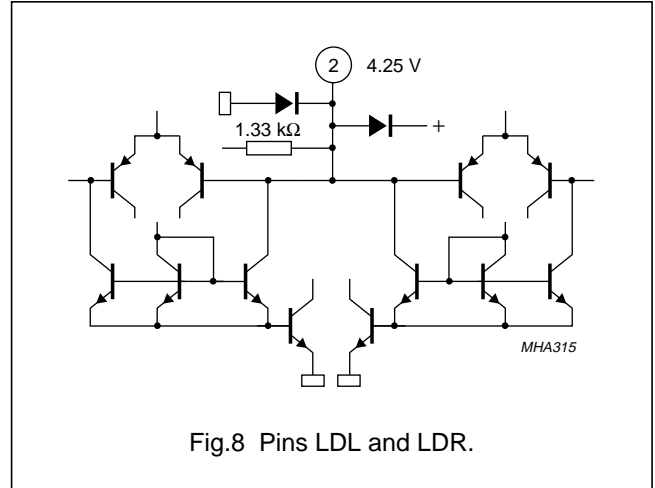 2 4.25 V
1.33 kΩ
+
MHA315
Fig.8 Pins LDL and LDR.